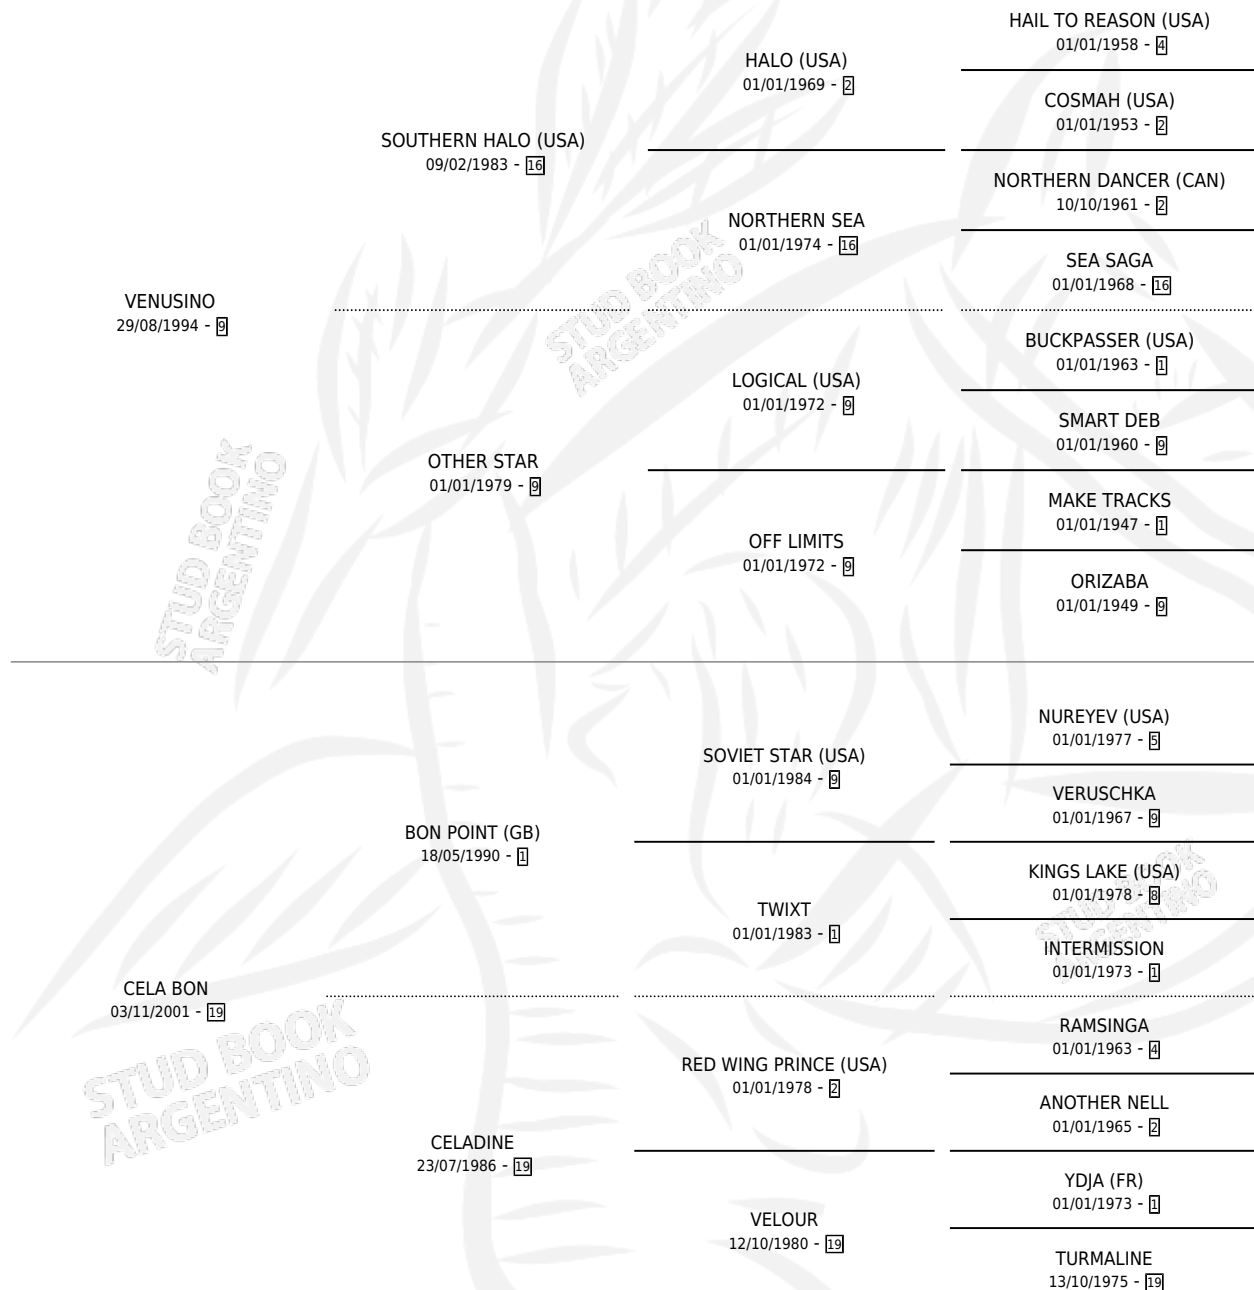 HAIL TO REASON (USA)
01/01/1958 - 4
HALO (USA)
01/01/1969 - 2
COSMAH (USA)
01/01/1953 - 2
SOUTHERN HALO (USA)
09/02/1983 - 16
NORTHERN DANCER (CAN)
10/10/1961 - 2
NORTHERN SEA
01/01/1974 - 16
SEA SAGA
01/01/1968 - 16
VENUSINO
29/08/1994 - 9
BUCKPASSER (USA)
01/01/1963 - 1
LOGICAL (USA)
01/01/1972 - 9
SMART DEB
01/01/1960 - 9
OTHER STAR
01/01/1979 - 9
MAKE TRACKS
01/01/1947 - 1
OFF LIMITS
01/01/1972 - 9
ORIZABA
01/01/1949 - 9
NUREYEV (USA)
01/01/1977 - 5
SOVIET STAR (USA)
01/01/1984 - 9
VERUSCHKA
01/01/1967 - 9
BON POINT (GB)
18/05/1990 - 1
KINGS LAKE (USA)
01/01/1978 - 8
TWIXT
01/01/1983 - 1
INTERMISSION
01/01/1973 - 1
CELA BON
03/11/2001 - 19
RAMSINGA
01/01/1963 - 4
RED WING PRINCE (USA)
01/01/1978 - 2
ANOTHER NELL
01/01/1965 - 2
CELADINE
23/07/1986 - 19
YDJA (FR)
01/01/1973 - 1
VELOUR
12/10/1980 - 19
TURMALINE
13/10/1975 - 19
STUD BOOK
ARGENTINO
STUD BOOK
ARGENTINO
STUD BOOK
ARGENTINO
STUD BOOK
ARGENTINO